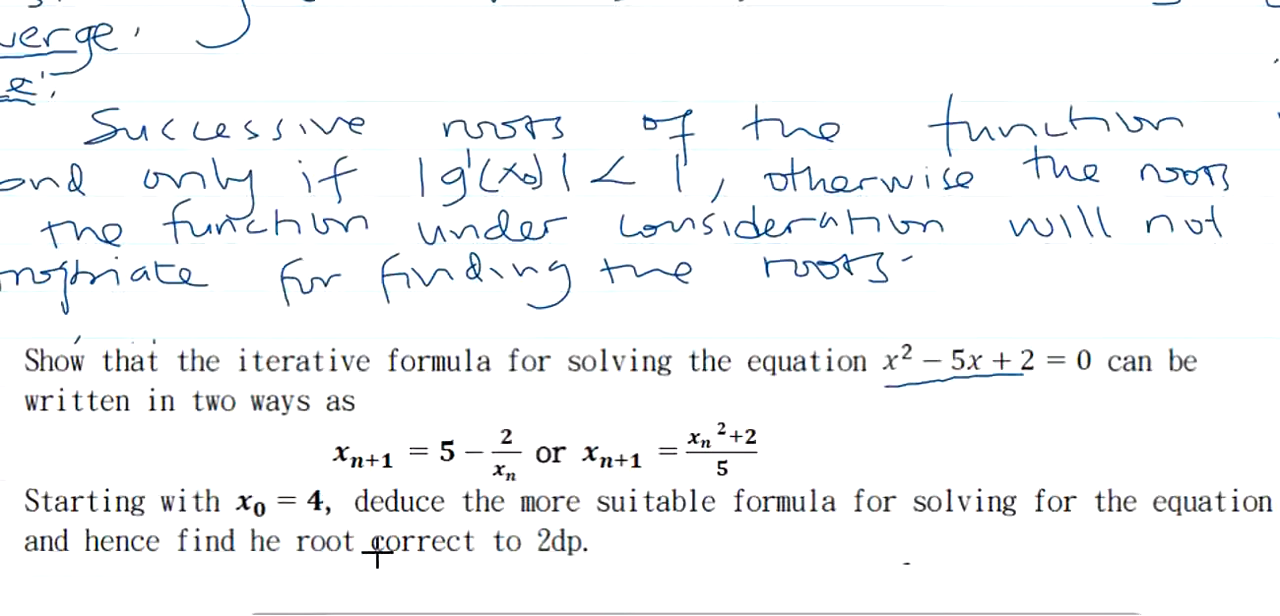 verge.
Successive roots of the function
and only if |g'(x₀)| < 1, otherwise the roots
the function under consideration will not
for finding the roots.
Show that the iterative formula for solving the equation x² − 5x + 2 = 0 can be
written in two ways as
xₙ₊₁ = 5 − 2/xₙ or xₙ₊₁ = (xₙ²+2)/5
Starting with x₀ = 4, deduce the more suitable formula for solving for the equation
and hence find he root correct to 2dp.